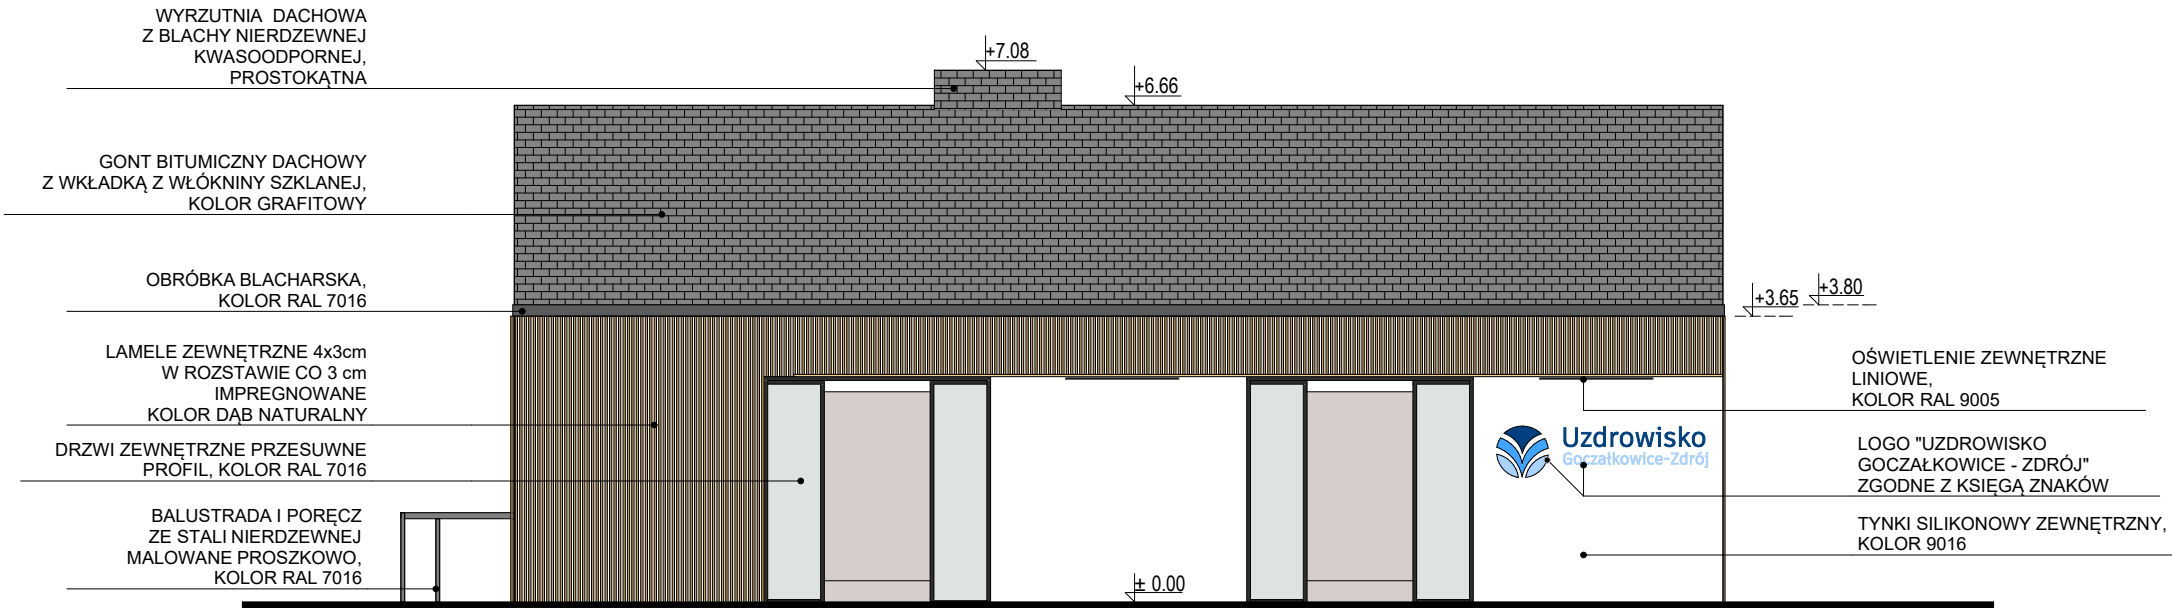 WYRZUTNIA DACHOWA
Z BLACHY NIERDZEWNEJ
KWASOODPORNEJ,
PROSTOKĄTNA
GONT BITUMICZNY DACHOWY
Z WKŁADKĄ Z WŁÓKNINY SZKLANEJ,
KOLOR GRAFITOWY
OBRÓBKA BLACHARSKA,
KOLOR RAL 7016
LAMELE ZEWNĘTRZNE 4x3cm
W ROZSTAWIE CO 3 cm
IMPREGNOWANE
KOLOR DĄB NATURALNY
DRZWI ZEWNĘTRZNE PRZESUWNE
PROFIL, KOLOR RAL 7016
BALUSTRADA I PORĘCZ
ZE STALI NIERDZEWNEJ
MALOWANE PROSZKOWO,
KOLOR RAL 7016
+7.08
+6.66
+3.65
+3.80
± 0.00
Uzdrowisko
Goczałkowice-Zdrój
OŚWIETLENIE ZEWNĘTRZNE
LINIOWE,
KOLOR RAL 9005
LOGO "UZDROWISKO
GOCZAŁKOWICE - ZDRÓJ"
ZGODNE Z KSIĘGĄ ZNAKÓW
TYNKI SILIKONOWY ZEWNĘTRZNY,
KOLOR 9016